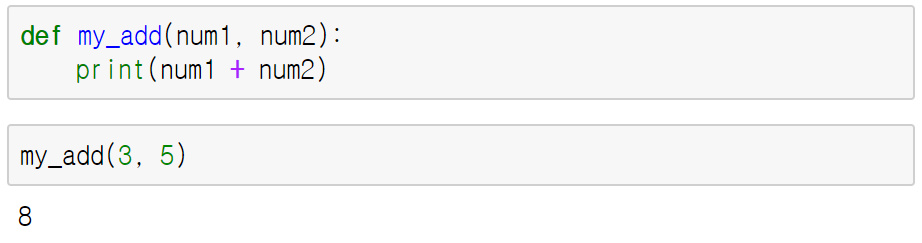 def my_add(num1, num2):
    print(num1 + num2)
my_add(3, 5)
8